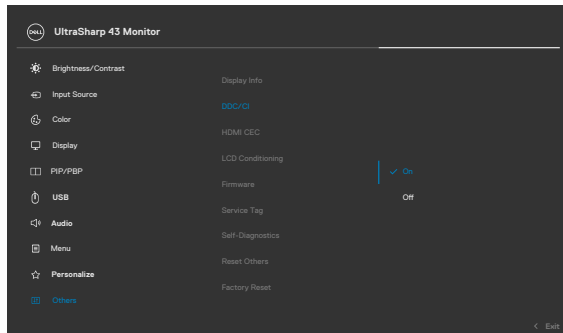 DELL
UltraSharp 43 Monitor
Brightness/Contrast
Input Source
Color
Display
PIP/PBP
USB
Audio
Menu
Personalize
Others
Display Info
DDC/CI
HDMI CEC
LCD Conditioning
Firmware
Service Tag
Self-Diagnostics
Reset Others
Factory Reset
On
Off
Exit